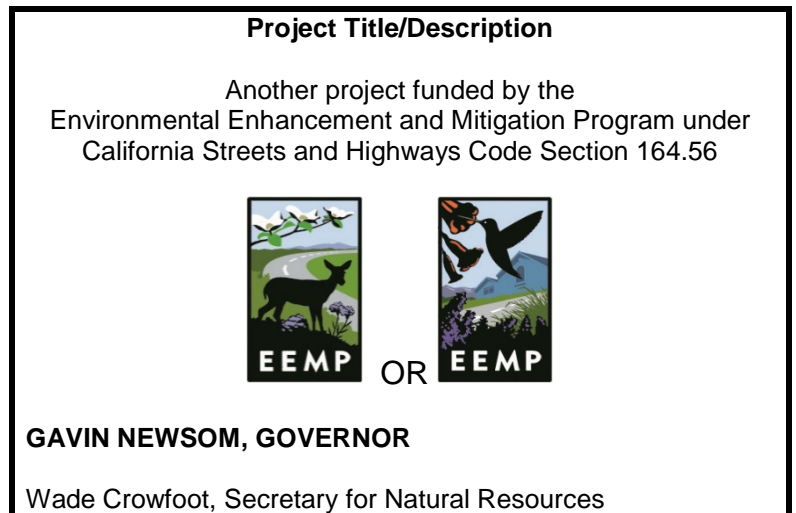 Project Title/Description
Another project funded by the
Environmental Enhancement and Mitigation Program under
California Streets and Highways Code Section 164.56
EEMP OR EEMP
GAVIN NEWSOM, GOVERNOR
Wade Crowfoot, Secretary for Natural Resources